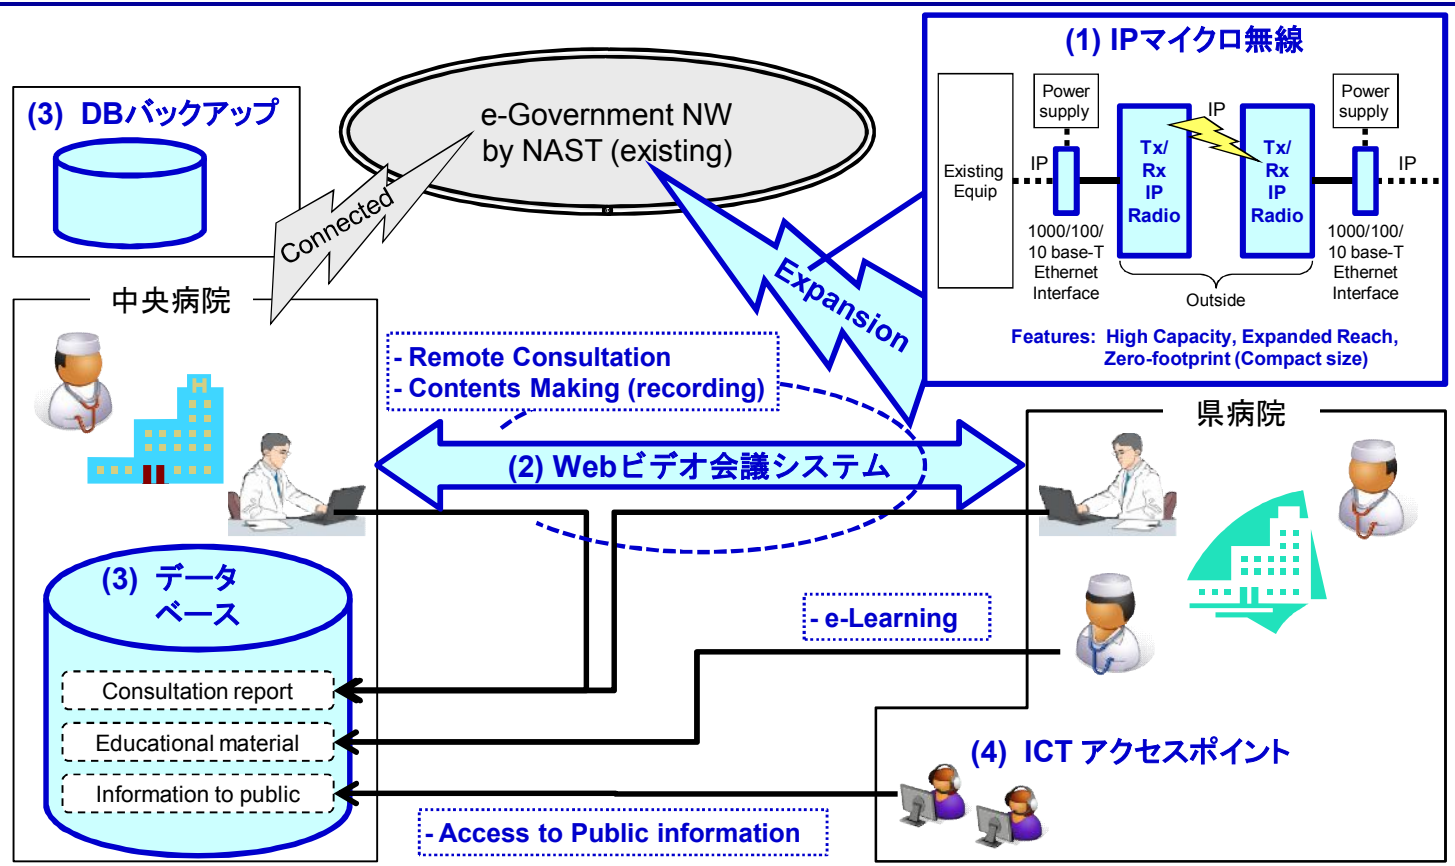 (1) IPマイクロ無線
Power
supply
Power
supply
IP
Existing
Equip
IP
Tx/
Rx
IP
Radio
Tx/
Rx
IP
Radio
IP
1000/100/
10 base-T
Ethernet
Interface
1000/100/
10 base-T
Ethernet
Interface
Outside
Features: High Capacity, Expanded Reach,
Zero-footprint (Compact size)
(3) DBバックアップ
e-Government NW
by NAST (existing)
Connected
Expansion
中央病院
H
- Remote Consultation
- Contents Making (recording)
県病院
(2) Webビデオ会議システム
(3) データ
ベース
- e-Learning
Consultation report
Educational material
Information to public
(4) ICT アクセスポイント
- Access to Public information